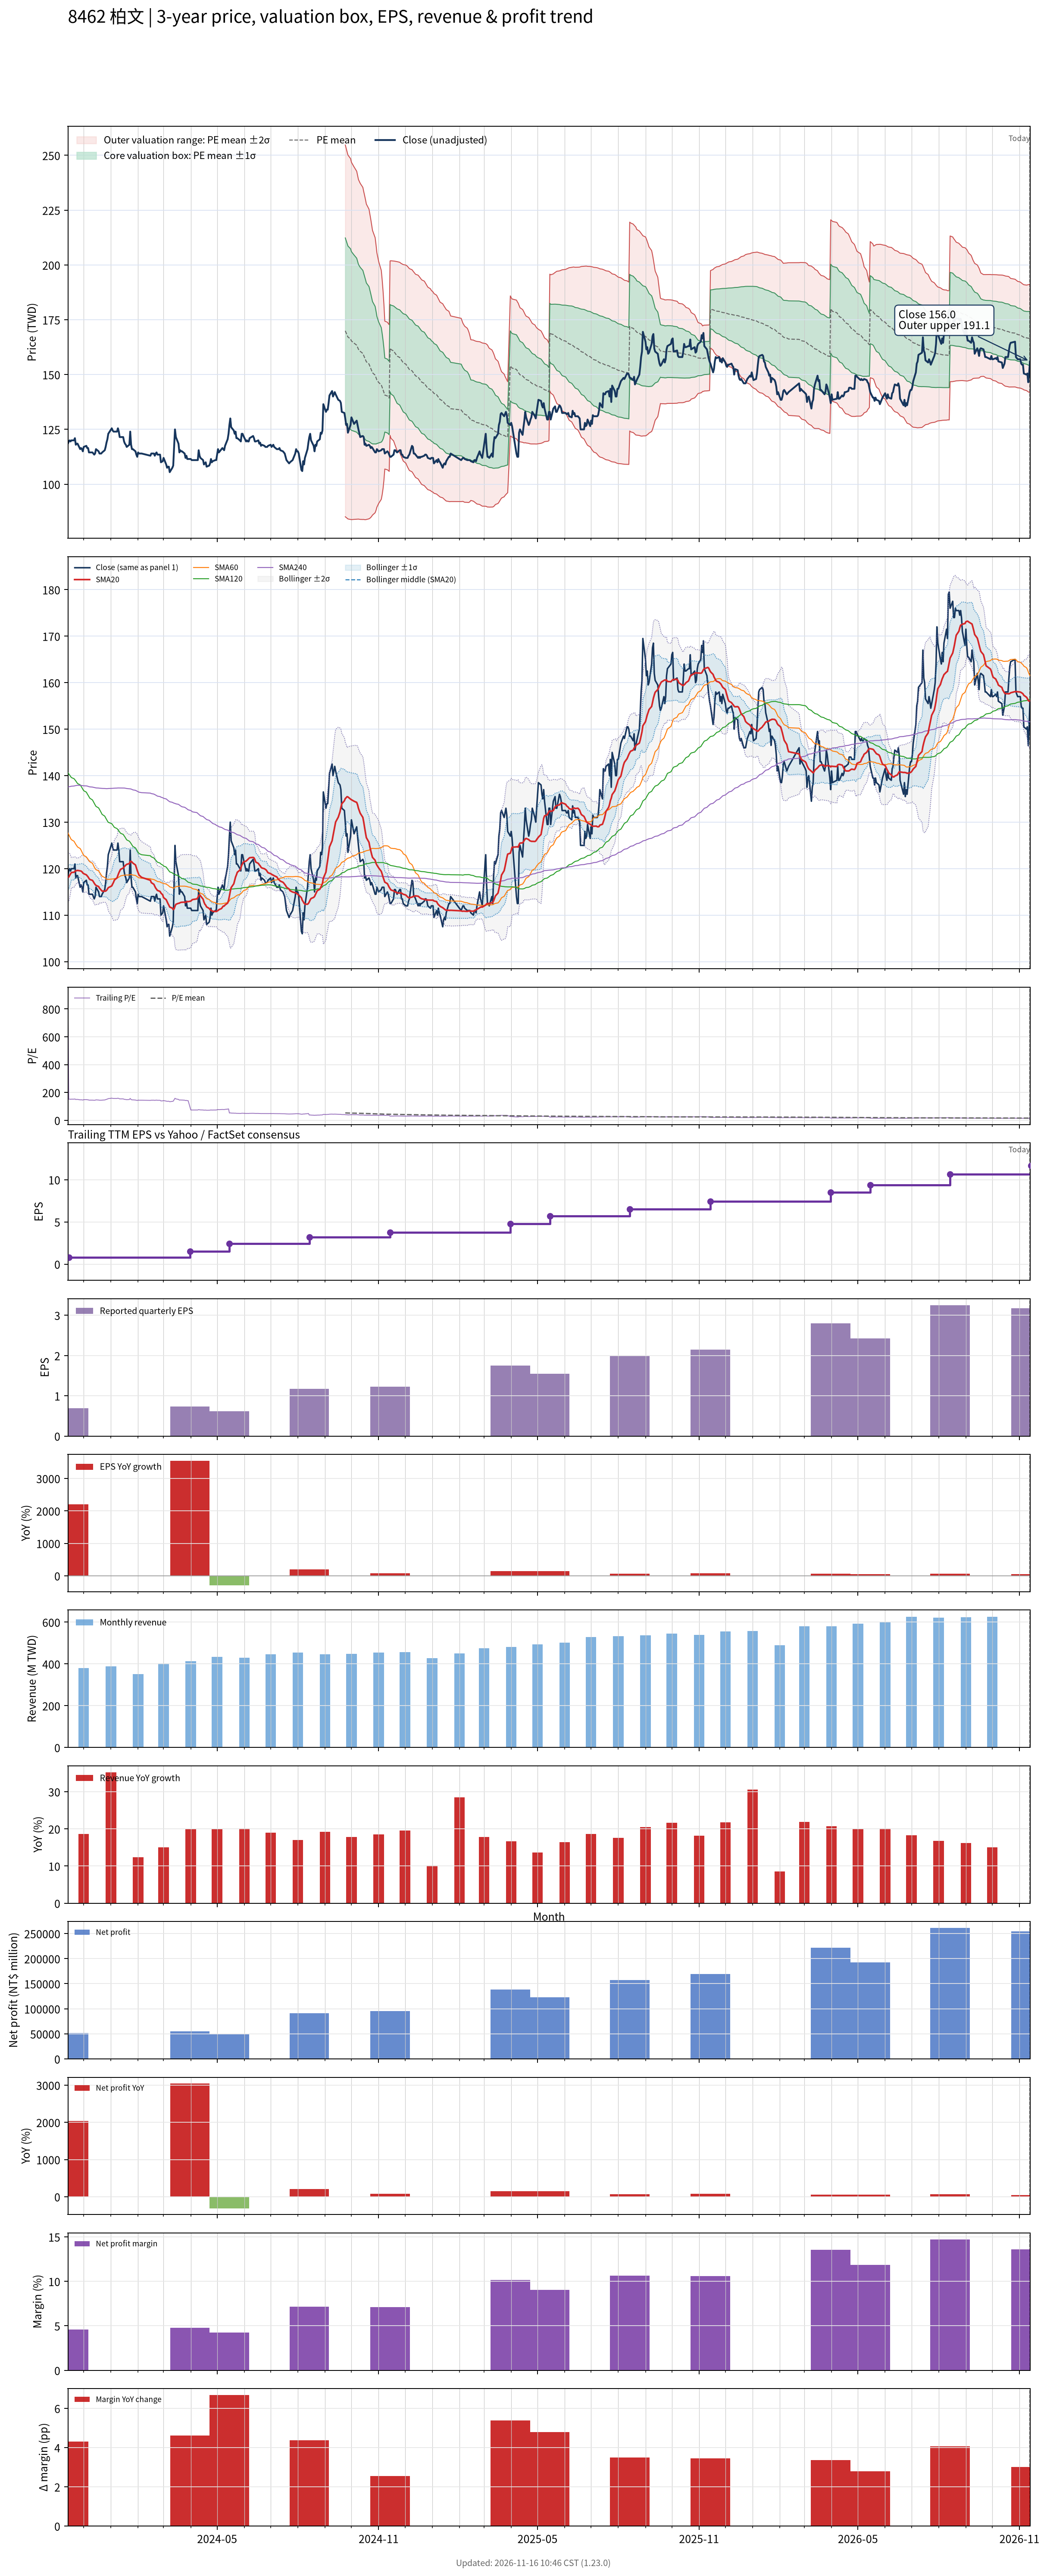 8462 柏文 | 3-year price, valuation box, EPS, revenue & profit trend
Outer valuation range: PE mean ±2σ
PE mean
Close (unadjusted)
Core valuation box: PE mean ±1σ
Today
250
225
200
175
150
125
100
Price (TWD)
Close 156.0
Outer upper 191.1
Close (same as panel 1)
SMA60
SMA240
Bollinger ±1σ
SMA20
SMA120
Bollinger ±2σ
Bollinger middle (SMA20)
180
170
160
150
140
130
120
110
100
Price
Trailing P/E
P/E mean
800
600
400
200
0
P/E
Trailing TTM EPS vs Yahoo / FactSet consensus
Today
10
5
0
EPS
Reported quarterly EPS
3
2
1
0
EPS
EPS YoY growth
3000
2000
1000
0
YoY (%)
Monthly revenue
600
400
200
0
Revenue (M TWD)
Revenue YoY growth
30
20
10
0
YoY (%)
Month
Net profit
250000
200000
150000
100000
50000
0
Net profit (NT$ million)
Net profit YoY
3000
2000
1000
0
YoY (%)
Net profit margin
15
10
5
0
Margin (%)
Margin YoY change
6
4
2
0
Δ margin (pp)
2024-05
2024-11
2025-05
2025-11
2026-05
2026-11
Updated: 2026-11-16 10:46 CST (1.23.0)